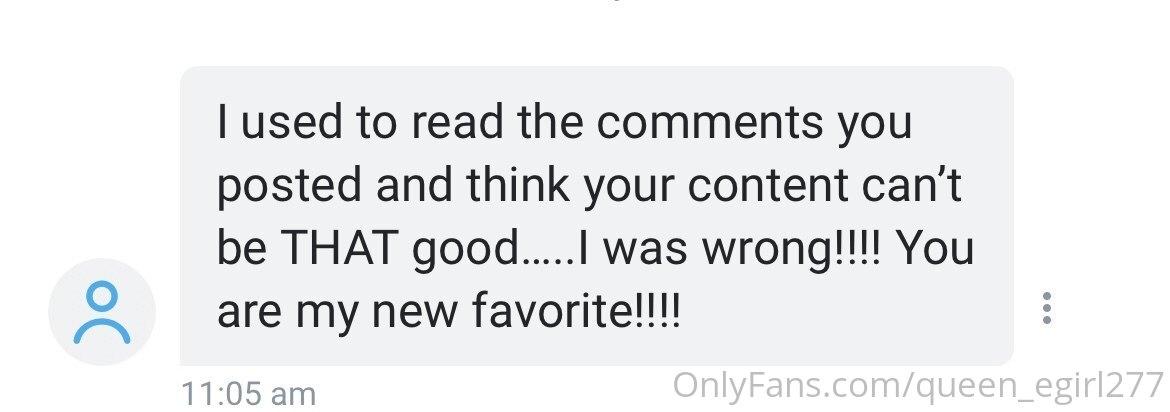 I used to read the comments you
posted and think your content can’t
be THAT good.....I was wrong!!!! You
are my new favorite!!!!
11:05 am
OnlyFans.com/queen_egirl277